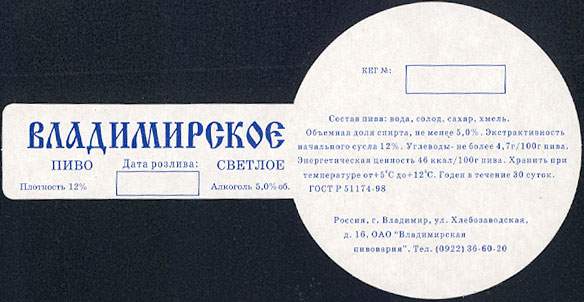 ВЛАДИМИРСКОЕ
ПИВО Дата розлива: СВЕТЛОЕ
Плотность 12% Алкоголь 5,0% об.
КЕГ №:
Состав пива: вода, солод, сахар, хмель.
Объемная доля спирта, не менее 5,0%. Экстрактивность
начального сусла 12%. Углеводы- не более 4,7г/100г пива.
Энергетическая ценность 46 ккал/100г пива. Хранить при
температуре от+5°С до+12°С. Годен в течение 30 суток.
ГОСТ Р 51174-98
Россия, г. Владимир, ул. Хлебозаводская,
д. 16, ОАО "Владимирская
пивоварня". Тел. (0922) 36-60-20